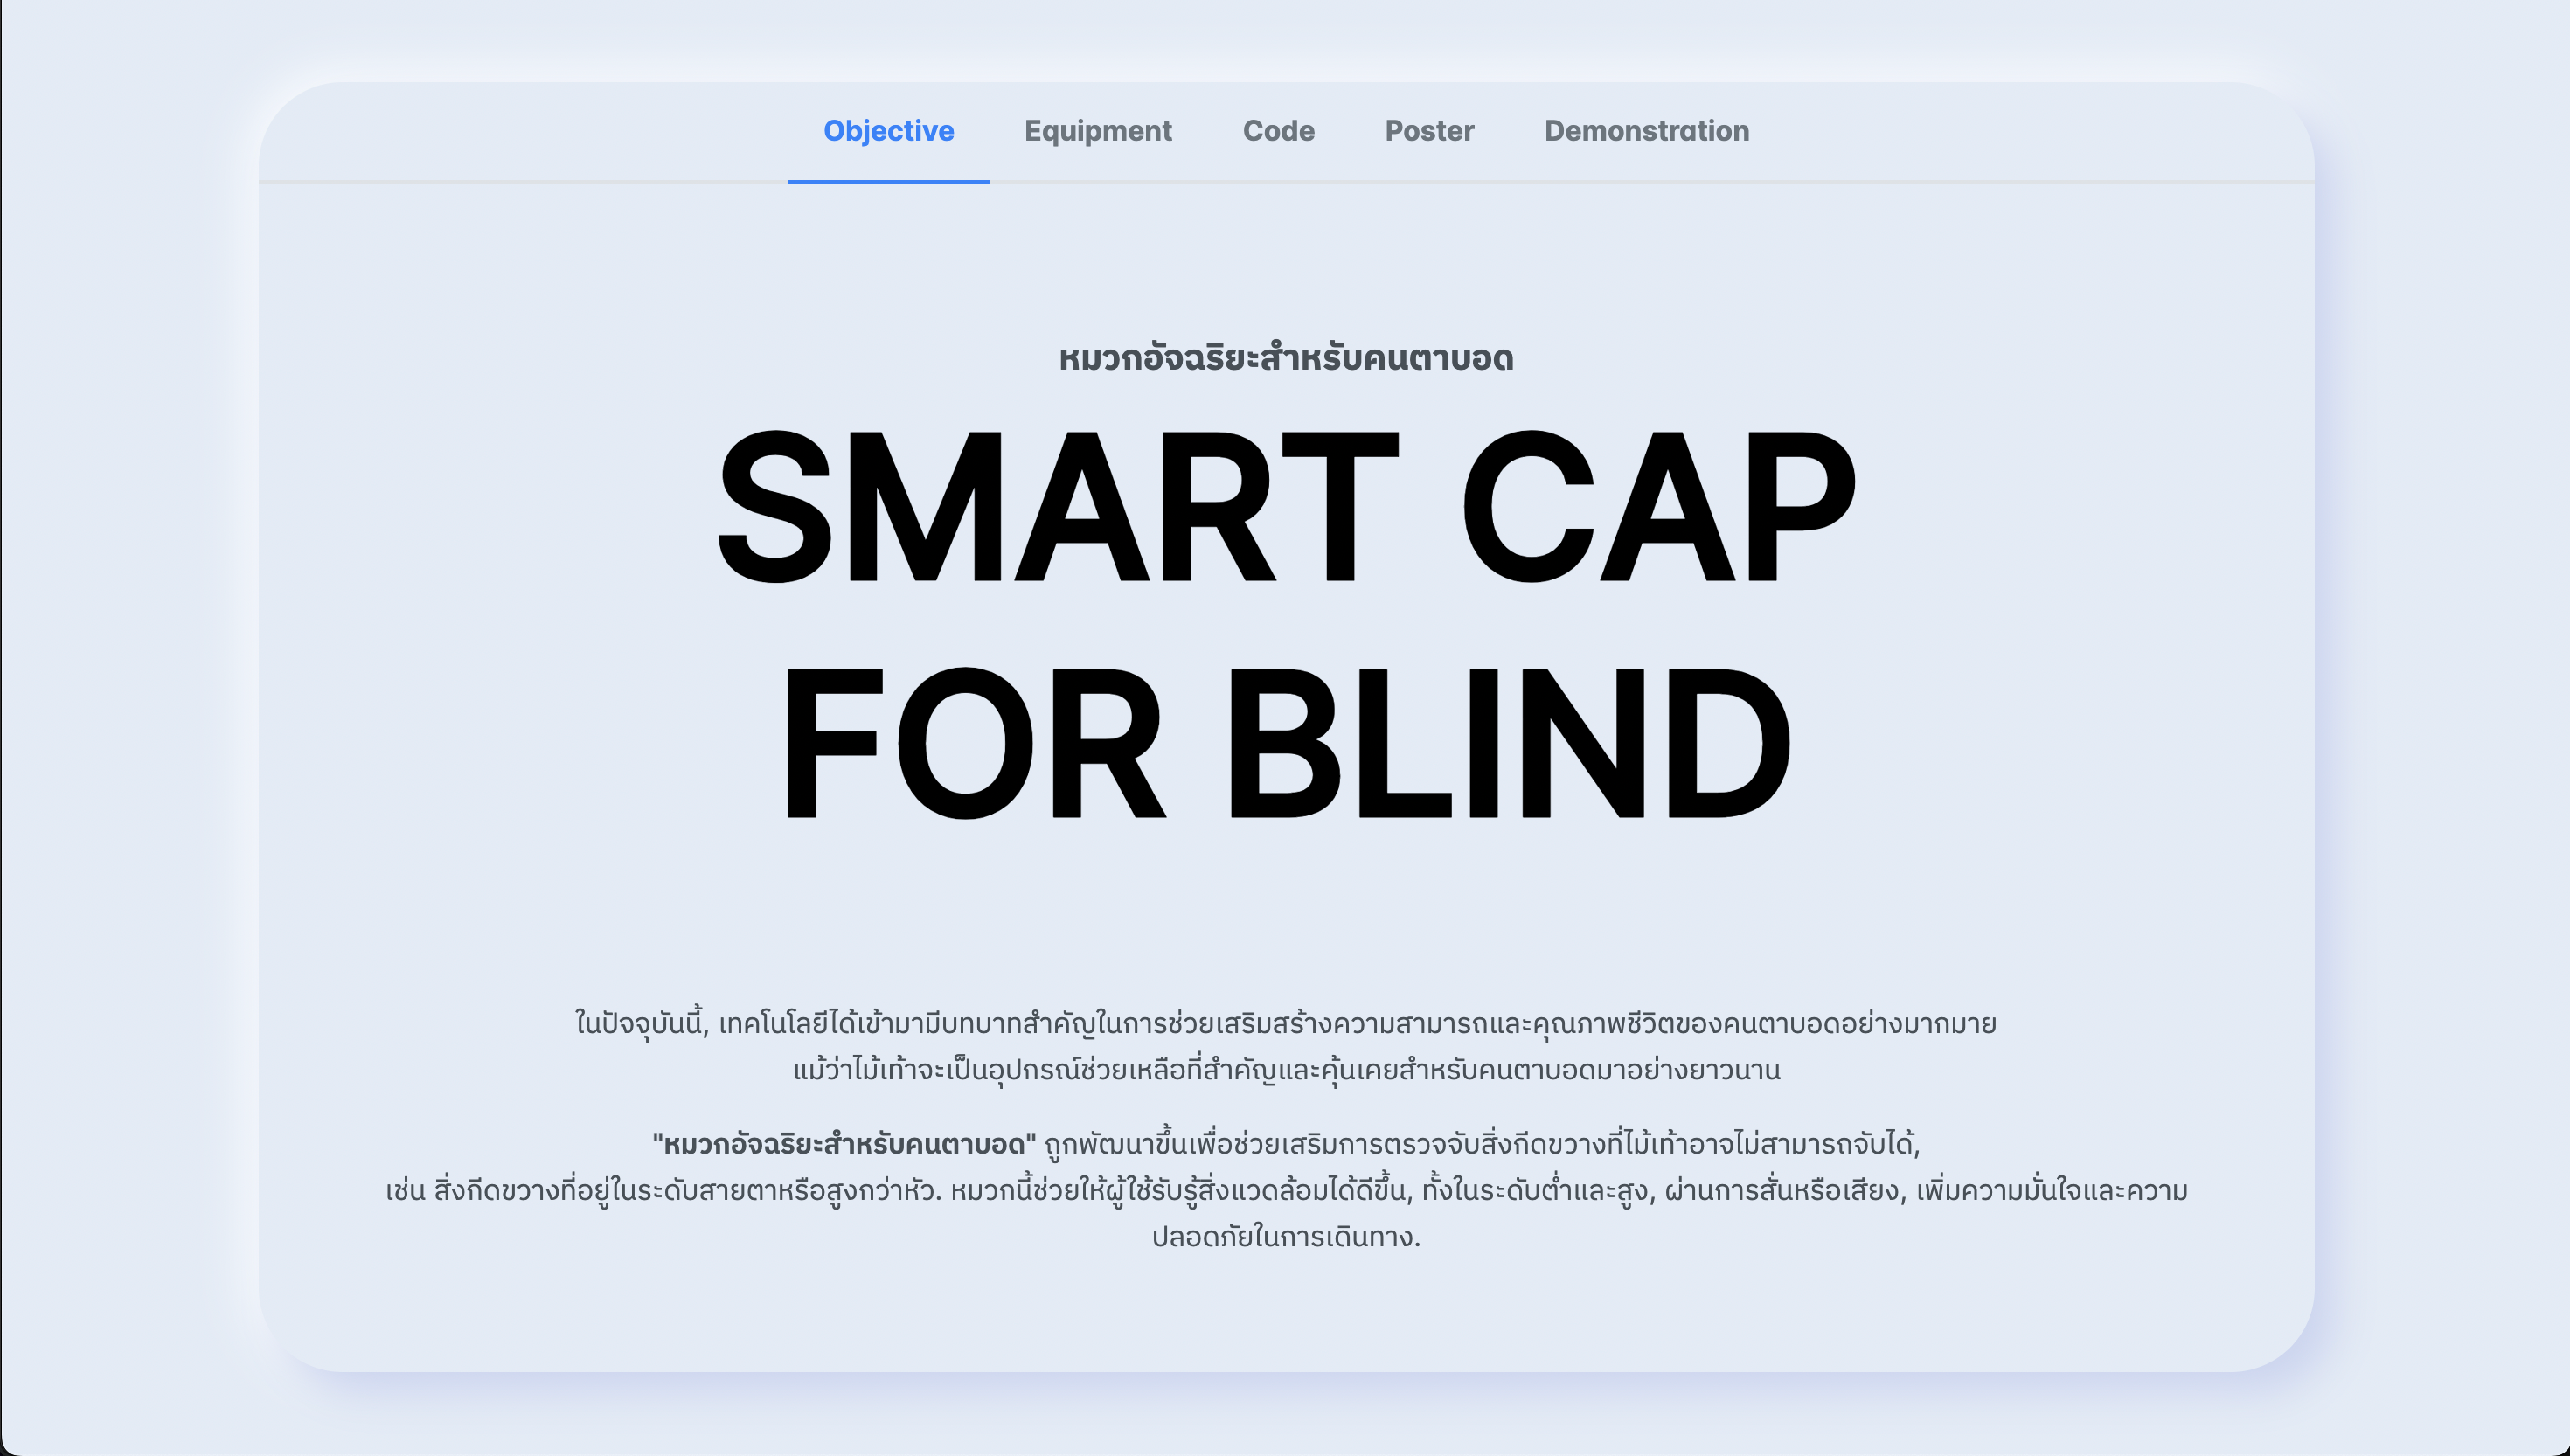 Objective Equipment Code Poster Demonstration
หมวกอัจฉริยะสำหรับคนตาบอด
SMART CAP
FOR BLIND
ในปัจจุบันนี้, เทคโนโลยีได้เข้ามามีบทบาทสำคัญในการช่วยเสริมสร้างความสามารถและคุณภาพชีวิตของคนตาบอดอย่างมากมาย
แม้ว่าไม้เท้าจะเป็นอุปกรณ์ช่วยเหลือที่สำคัญและคุ้นเคยสำหรับคนตาบอดมาอย่างยาวนาน
"หมวกอัจฉริยะสำหรับคนตาบอด" ถูกพัฒนาขึ้นเพื่อช่วยเสริมการตรวจจับสิ่งกีดขวางที่ไม้เท้าอาจไม่สามารถจับได้,
เช่น สิ่งกีดขวางที่อยู่ในระดับสายตาหรือสูงกว่าหัว. หมวกนี้ช่วยให้ผู้ใช้รับรู้สิ่งแวดล้อมได้ดีขึ้น, ทั้งในระดับต่ำและสูง, ผ่านการสั่นหรือเสียง, เพิ่มความมั่นใจและความ
ปลอดภัยในการเดินทาง.